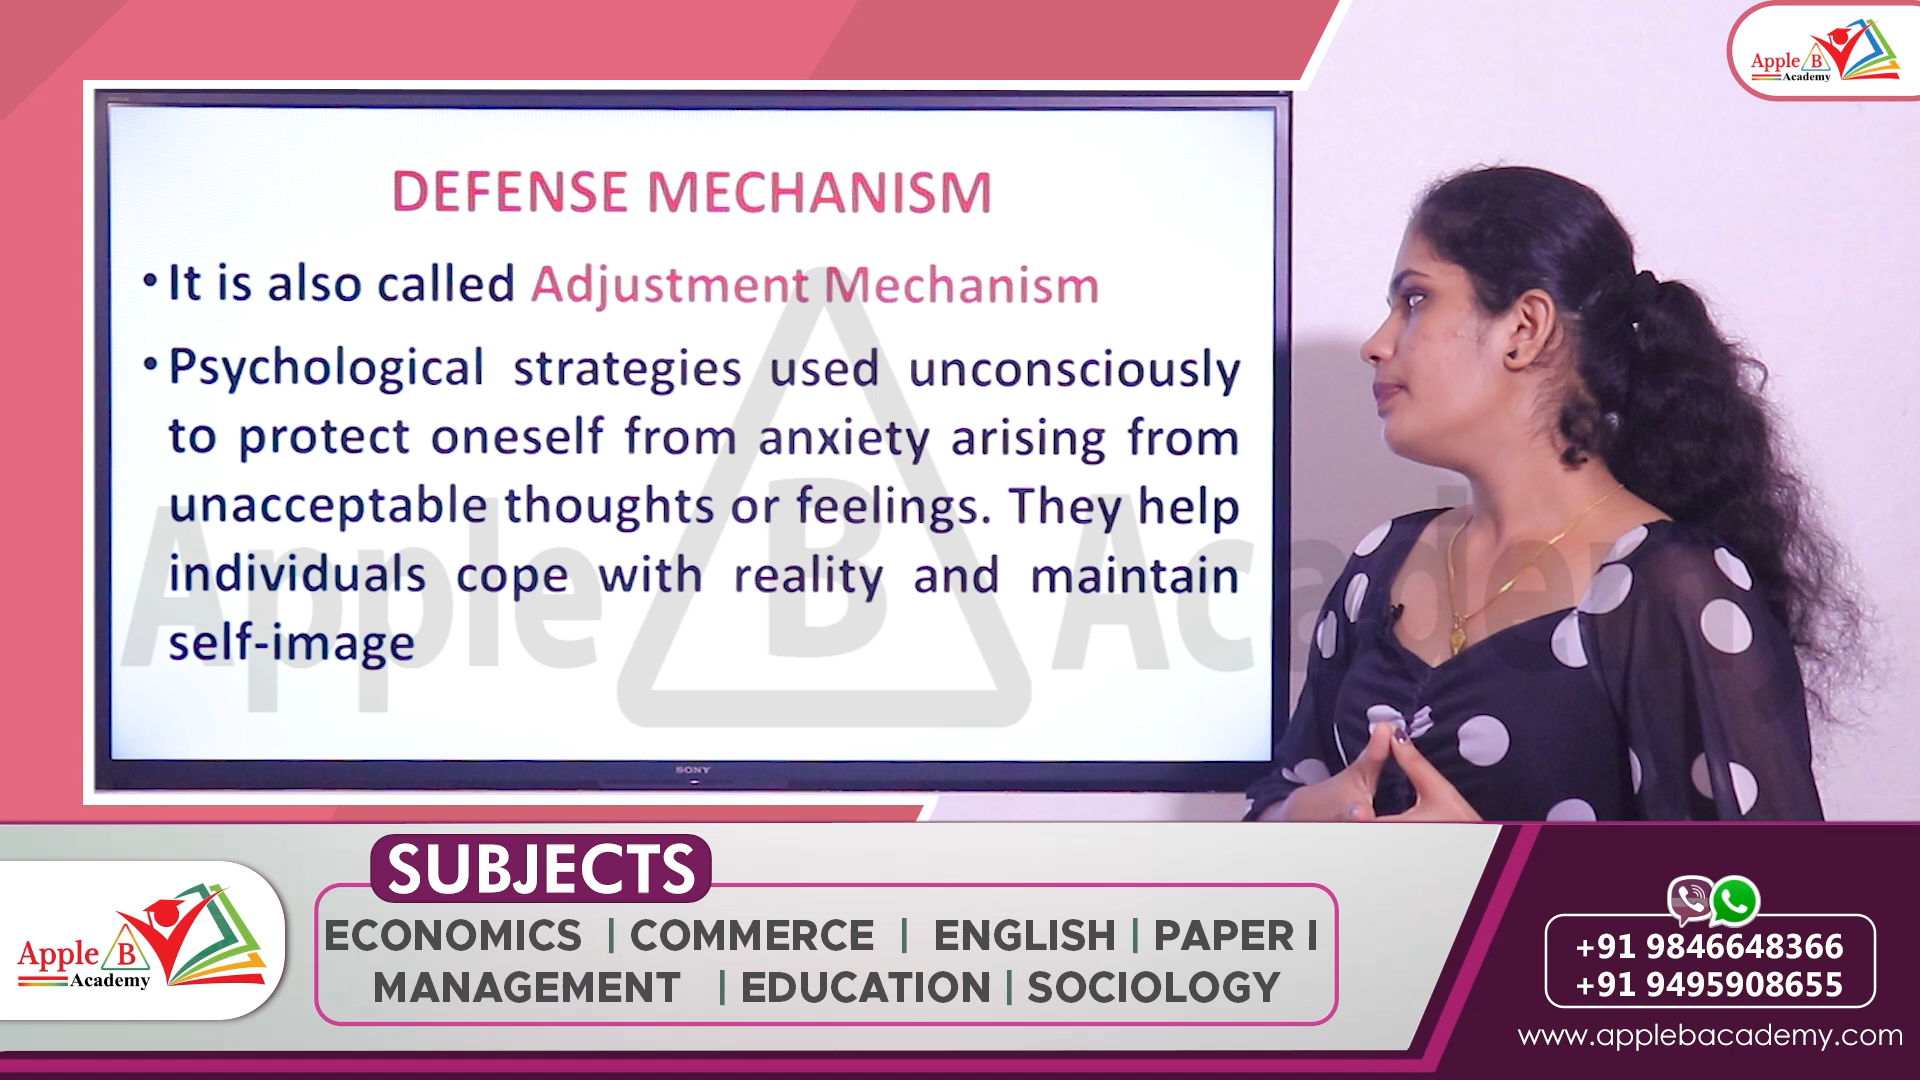 Apple B
Academy
DEFENSE MECHANISM
• It is also called Adjustment Mechanism
• Psychological strategies used unconsciously
to protect oneself from anxiety arising from
unacceptable thoughts or feelings. They help
individuals cope with reality and maintain
self-image
Apple B Academy
SONY
SUBJECTS
ECONOMICS | COMMERCE | ENGLISH | PAPER I
MANAGEMENT | EDUCATION | SOCIOLOGY
Apple B
Academy
+91 9846648366
+91 9495908655
www.applebacademy.com